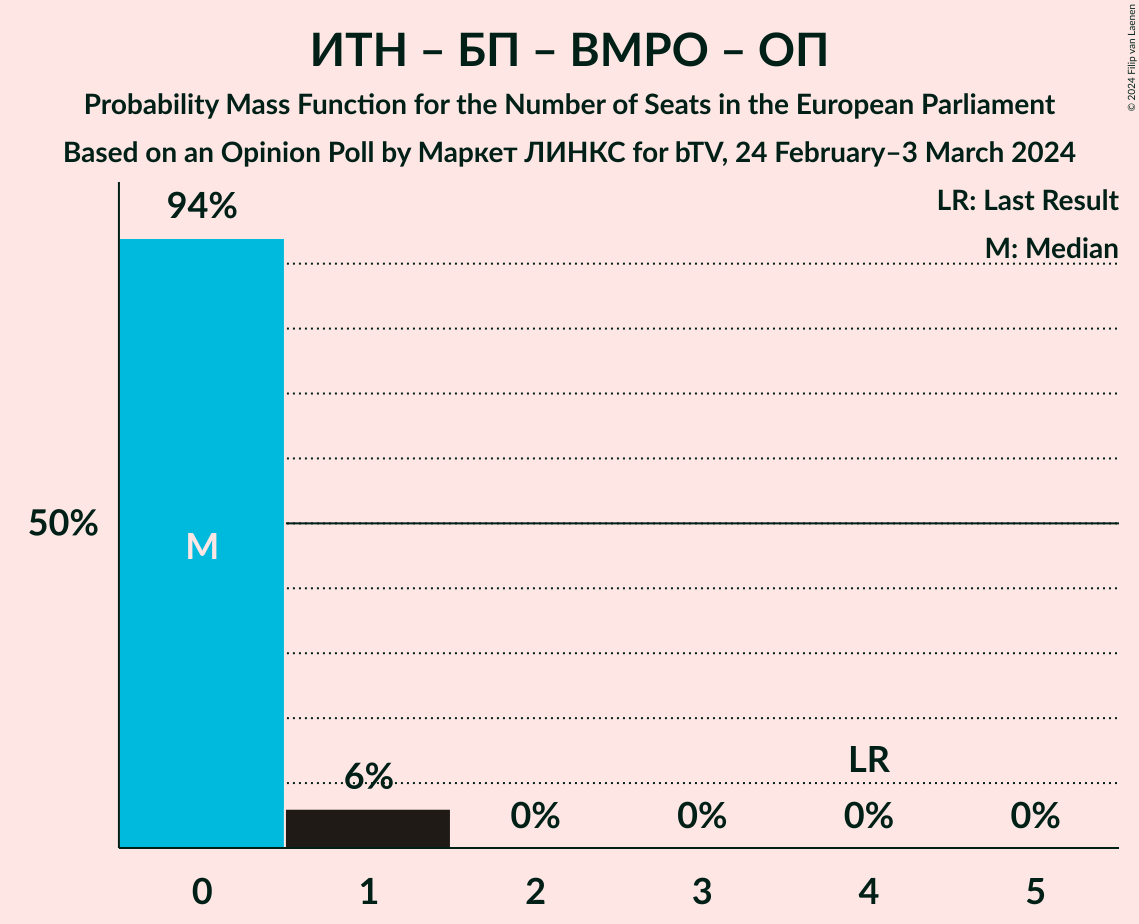 ИТН – БП – ВМРО – ОП
Probability Mass Function for the Number of Seats in the European Parliament
Based on an Opinion Poll by Маркет ЛИНКС for bTV, 24 February–3 March 2024
© 2024 Filip van Laenen
LR: Last Result
M: Median
94%
50%
M
6%
LR
0% 0% 0% 0%
0 1 2 3 4 5